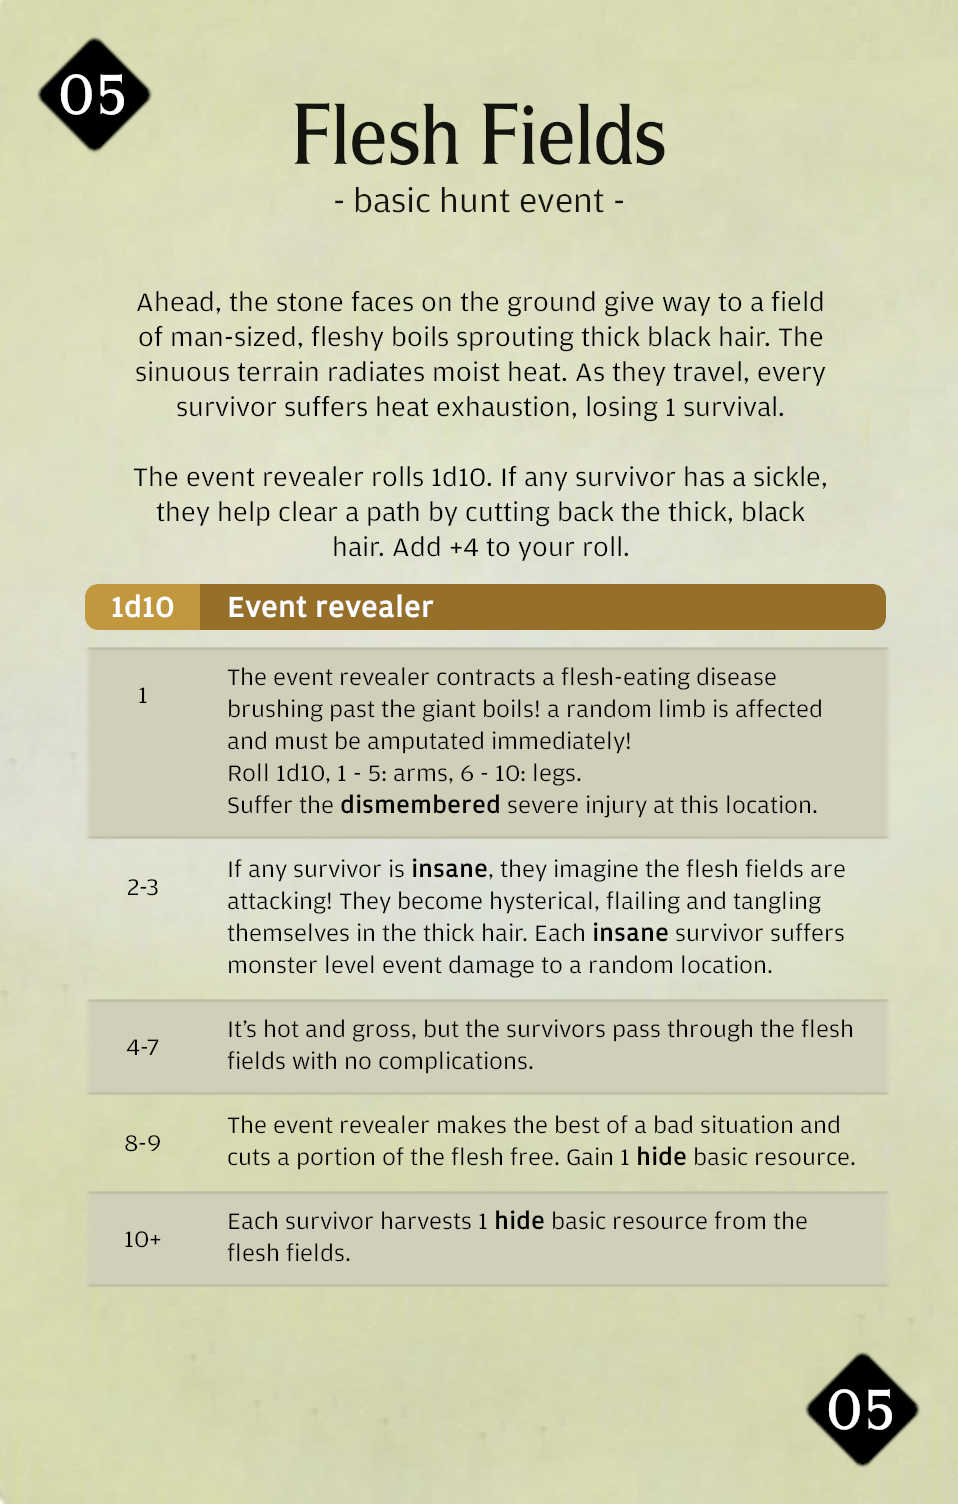 05
Flesh Fields
- basic hunt event -
Ahead, the stone faces on the ground give way to a field
of man-sized, fleshy boils sprouting thick black hair. The
sinuous terrain radiates moist heat. As they travel, every
survivor suffers heat exhaustion, losing 1 survival.
The event revealer rolls 1d10. If any survivor has a sickle,
they help clear a path by cutting back the thick, black
hair. Add +4 to your roll.
1d10 Event revealer
1
The event revealer contracts a flesh-eating disease
brushing past the giant boils! a random limb is affected
and must be amputated immediately!
Roll 1d10, 1 - 5: arms, 6 - 10: legs.
Suffer the dismembered severe injury at this location.
2-3
If any survivor is insane, they imagine the flesh fields are
attacking! They become hysterical, flailing and tangling
themselves in the thick hair. Each insane survivor suffers
monster level event damage to a random location.
4-7
It's hot and gross, but the survivors pass through the flesh
fields with no complications.
8-9
The event revealer makes the best of a bad situation and
cuts a portion of the flesh free. Gain 1 hide basic resource.
10+
Each survivor harvests 1 hide basic resource from the
flesh fields.
05